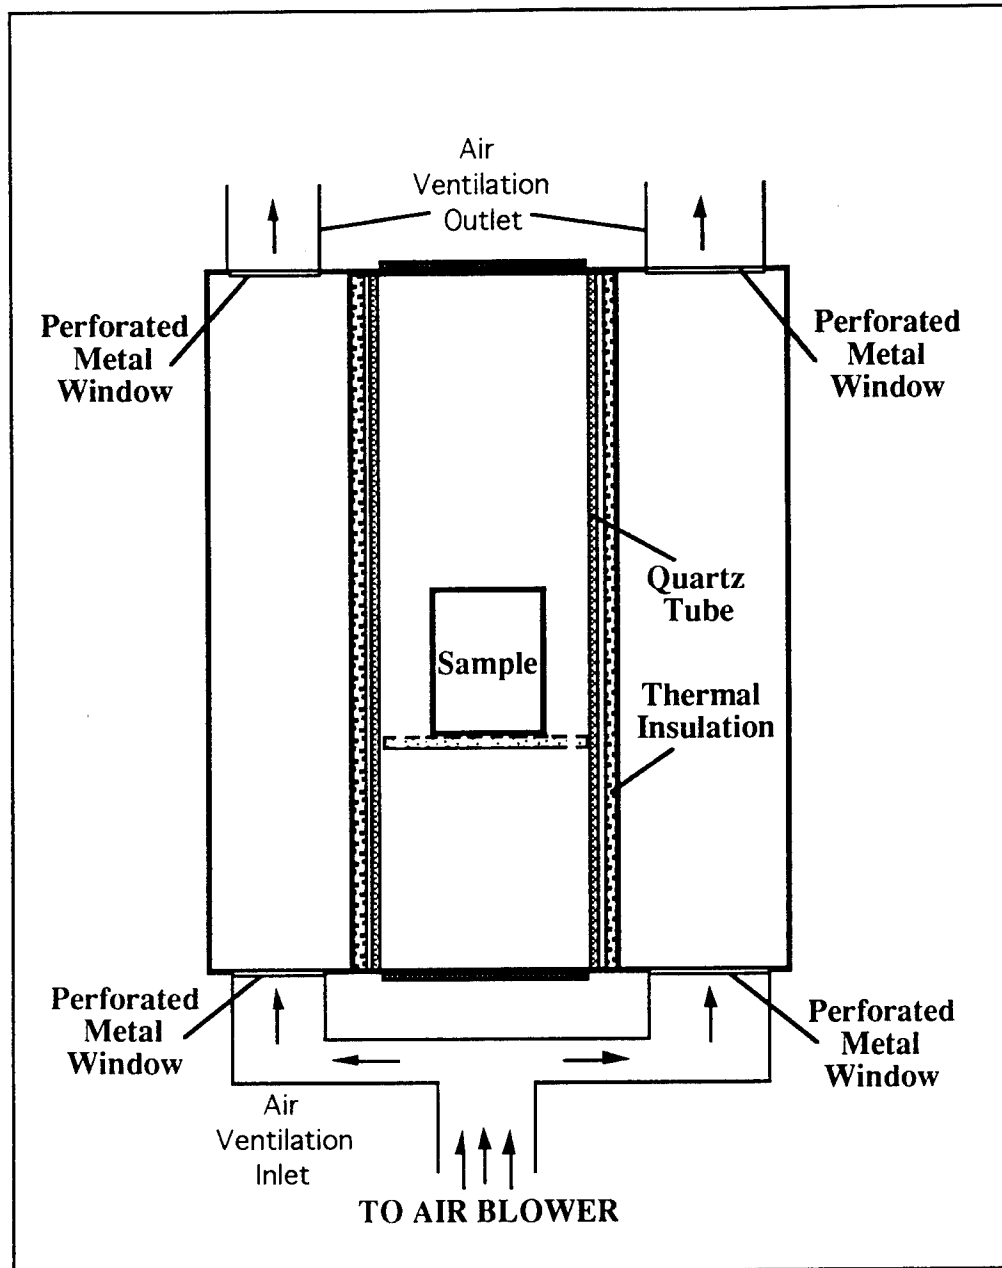 Air
Ventilation
Outlet
Perforated
Metal
Window
Perforated
Metal
Window
Quartz
Tube
Sample
Thermal
Insulation
Perforated
Metal
Window
Perforated
Metal
Window
Air
Ventilation
Inlet
TO AIR BLOWER